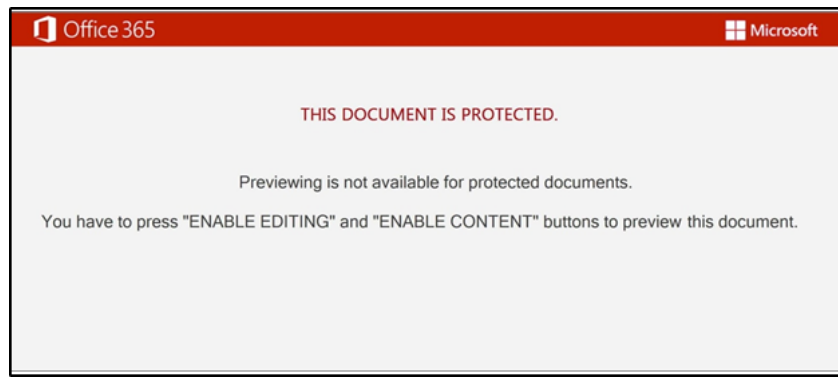 Office 365
Microsoft
THIS DOCUMENT IS PROTECTED.
Previewing is not available for protected documents.
You have to press "ENABLE EDITING" and "ENABLE CONTENT" buttons to preview this document.